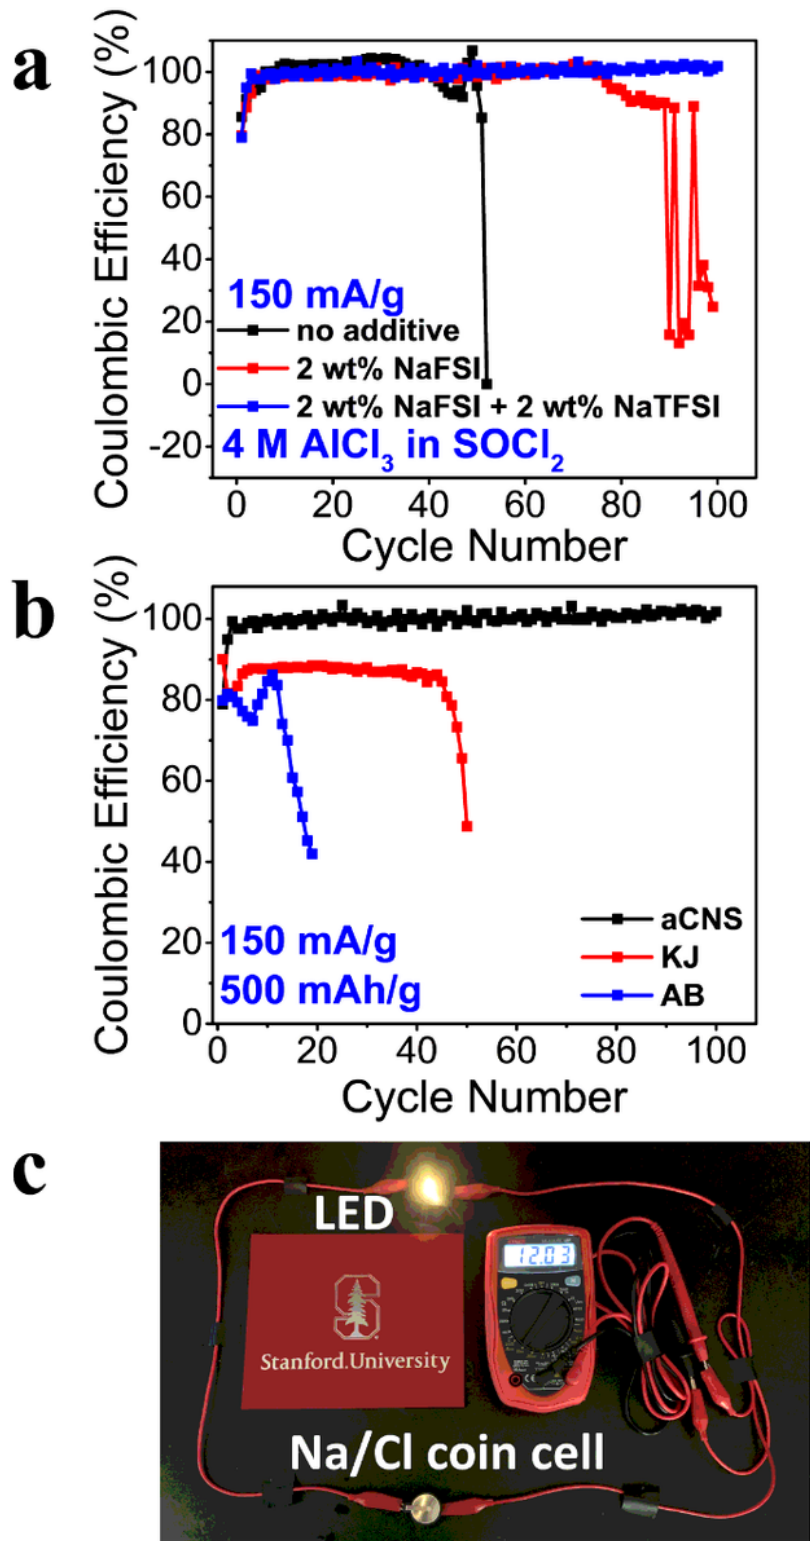 a
Coulombic Efficiency (%)
100
80
60
40
20
0
-20
150 mA/g
no additive
2 wt% NaFSI
2 wt% NaFSI + 2 wt% NaTFSI
4 M AlCl₃ in SOCl₂
0 20 40 60 80 100
Cycle Number
b
Coulombic Efficiency (%)
100
80
60
40
20
0
150 mA/g
500 mAh/g
aCNS
KJ
AB
0 20 40 60 80 100
Cycle Number
c
LED
12.03
S
Stanford.University
Na/Cl coin cell